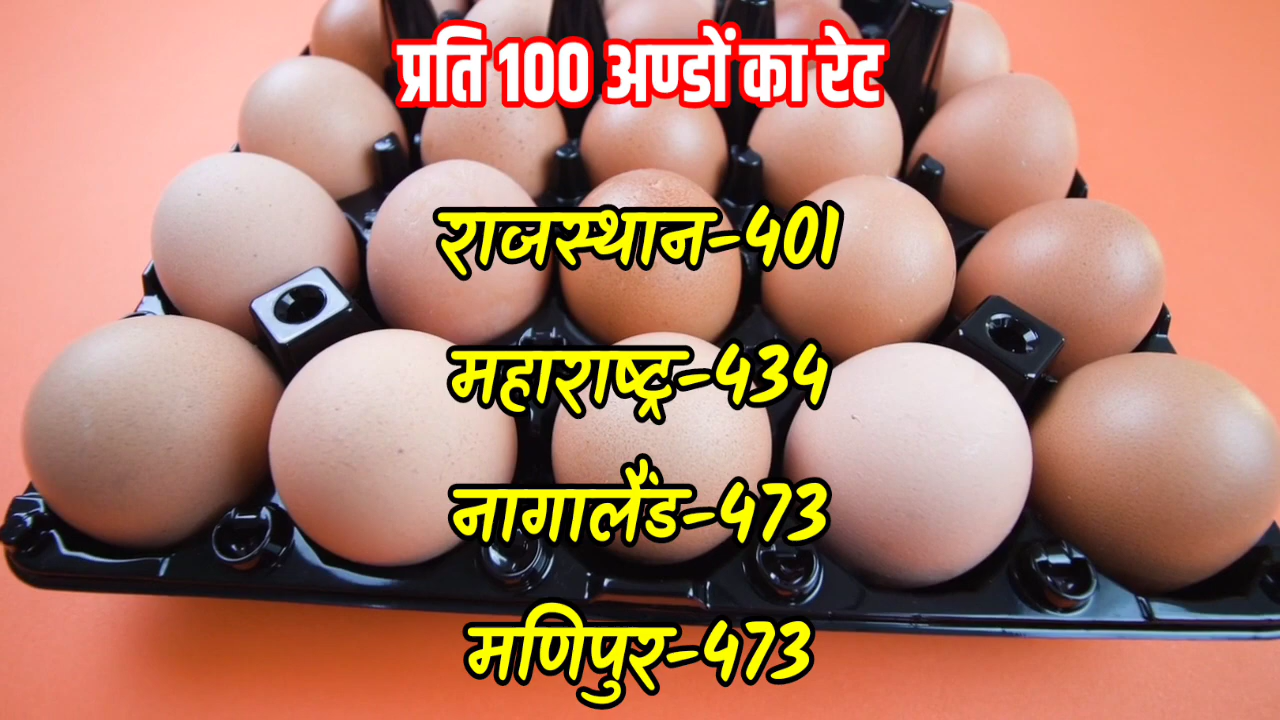 प्रति 100 अण्डों का रेट
राजस्थान-401
महाराष्ट्र-434
नागालैंड-473
मणिपुर-473